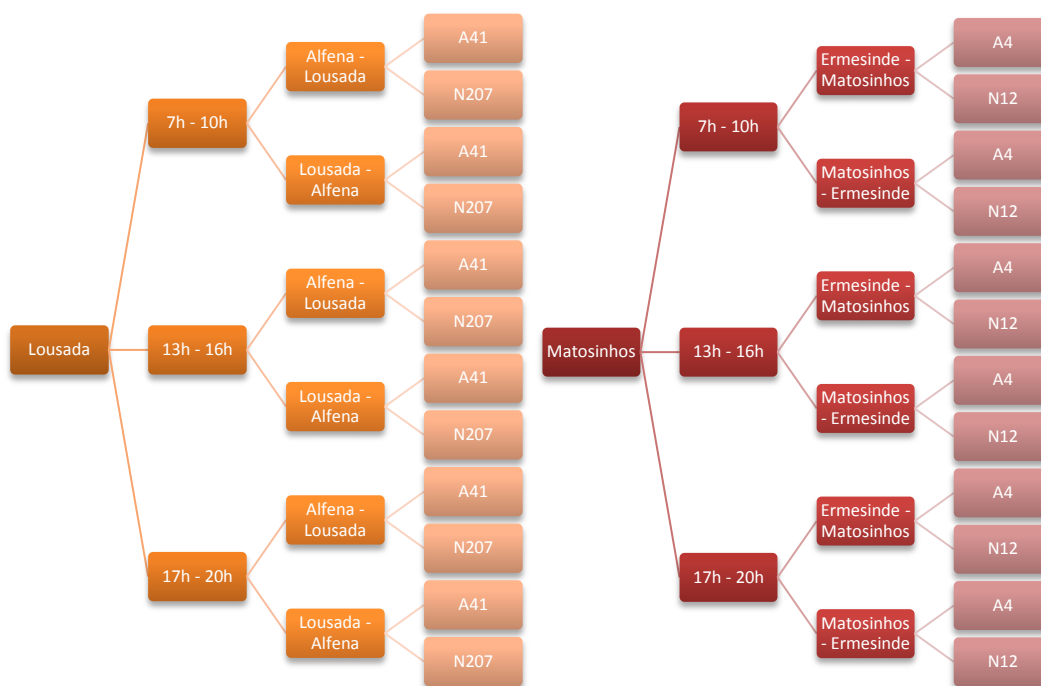 Lousada
7h - 10h
Alfena -
Lousada
A41
N207
Lousada -
Alfena
A41
N207
13h - 16h
Alfena -
Lousada
A41
N207
Lousada -
Alfena
A41
N207
17h - 20h
Alfena -
Lousada
A41
N207
Lousada -
Alfena
A41
N207
Matosinhos
7h - 10h
Ermesinde -
Matosinhos
A4
N12
Matosinhos
- Ermesinde
A4
N12
13h - 16h
Ermesinde -
Matosinhos
A4
N12
Matosinhos
- Ermesinde
A4
N12
17h - 20h
Ermesinde -
Matosinhos
A4
N12
Matosinhos
- Ermesinde
A4
N12